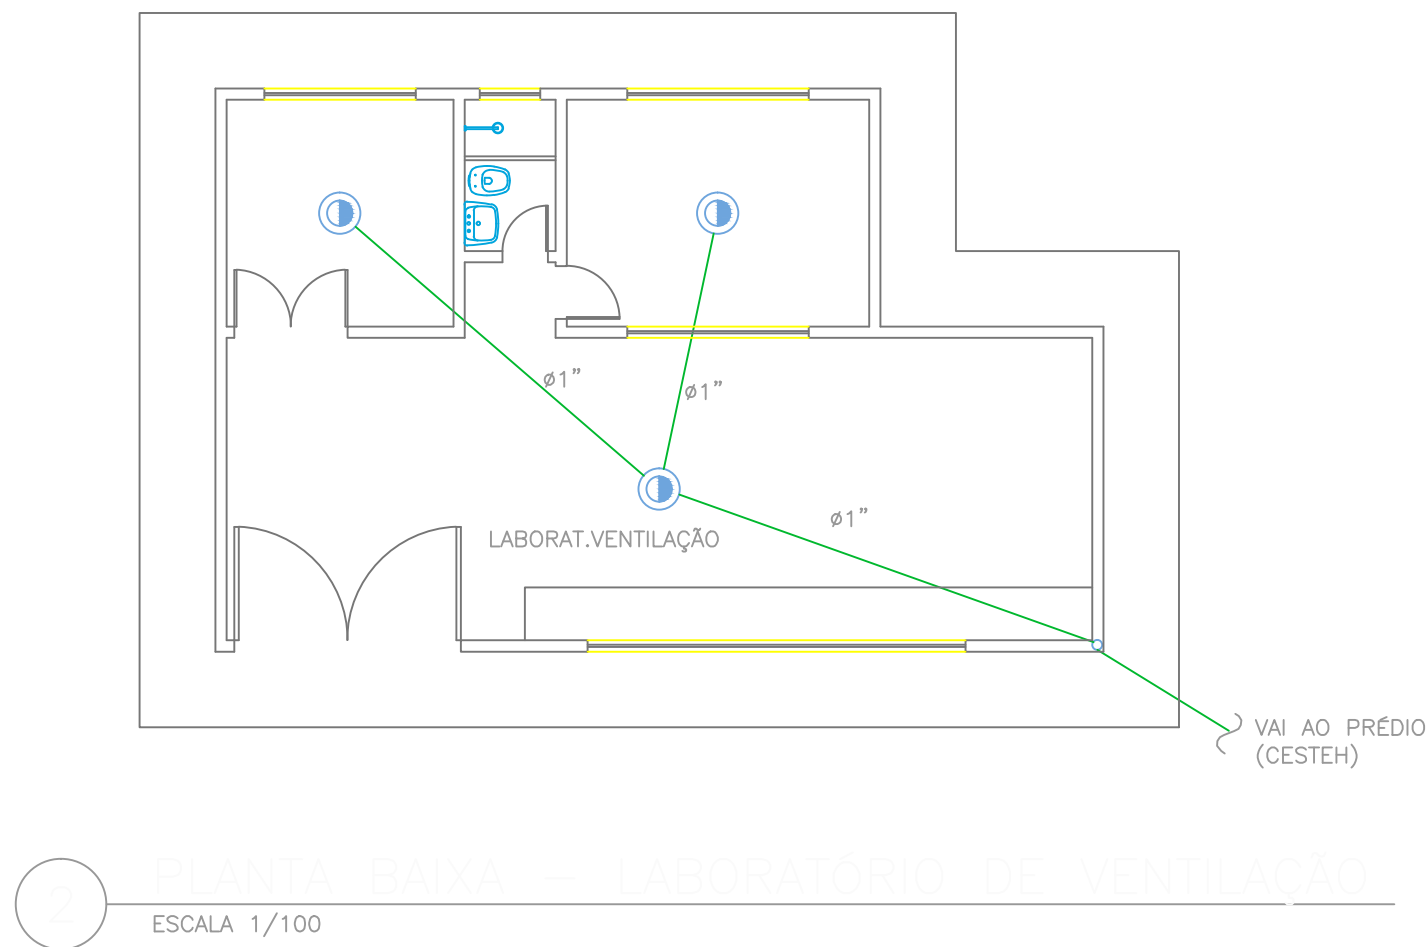 ø1”
ø1”
ø1”
LABORAT.VENTILAÇÃO
VAI AO PRÉDIO
(CESTEH)
2
PLANTA BAIXA – LABORATÓRIO DE VENTILAÇÃO
ESCALA 1/100